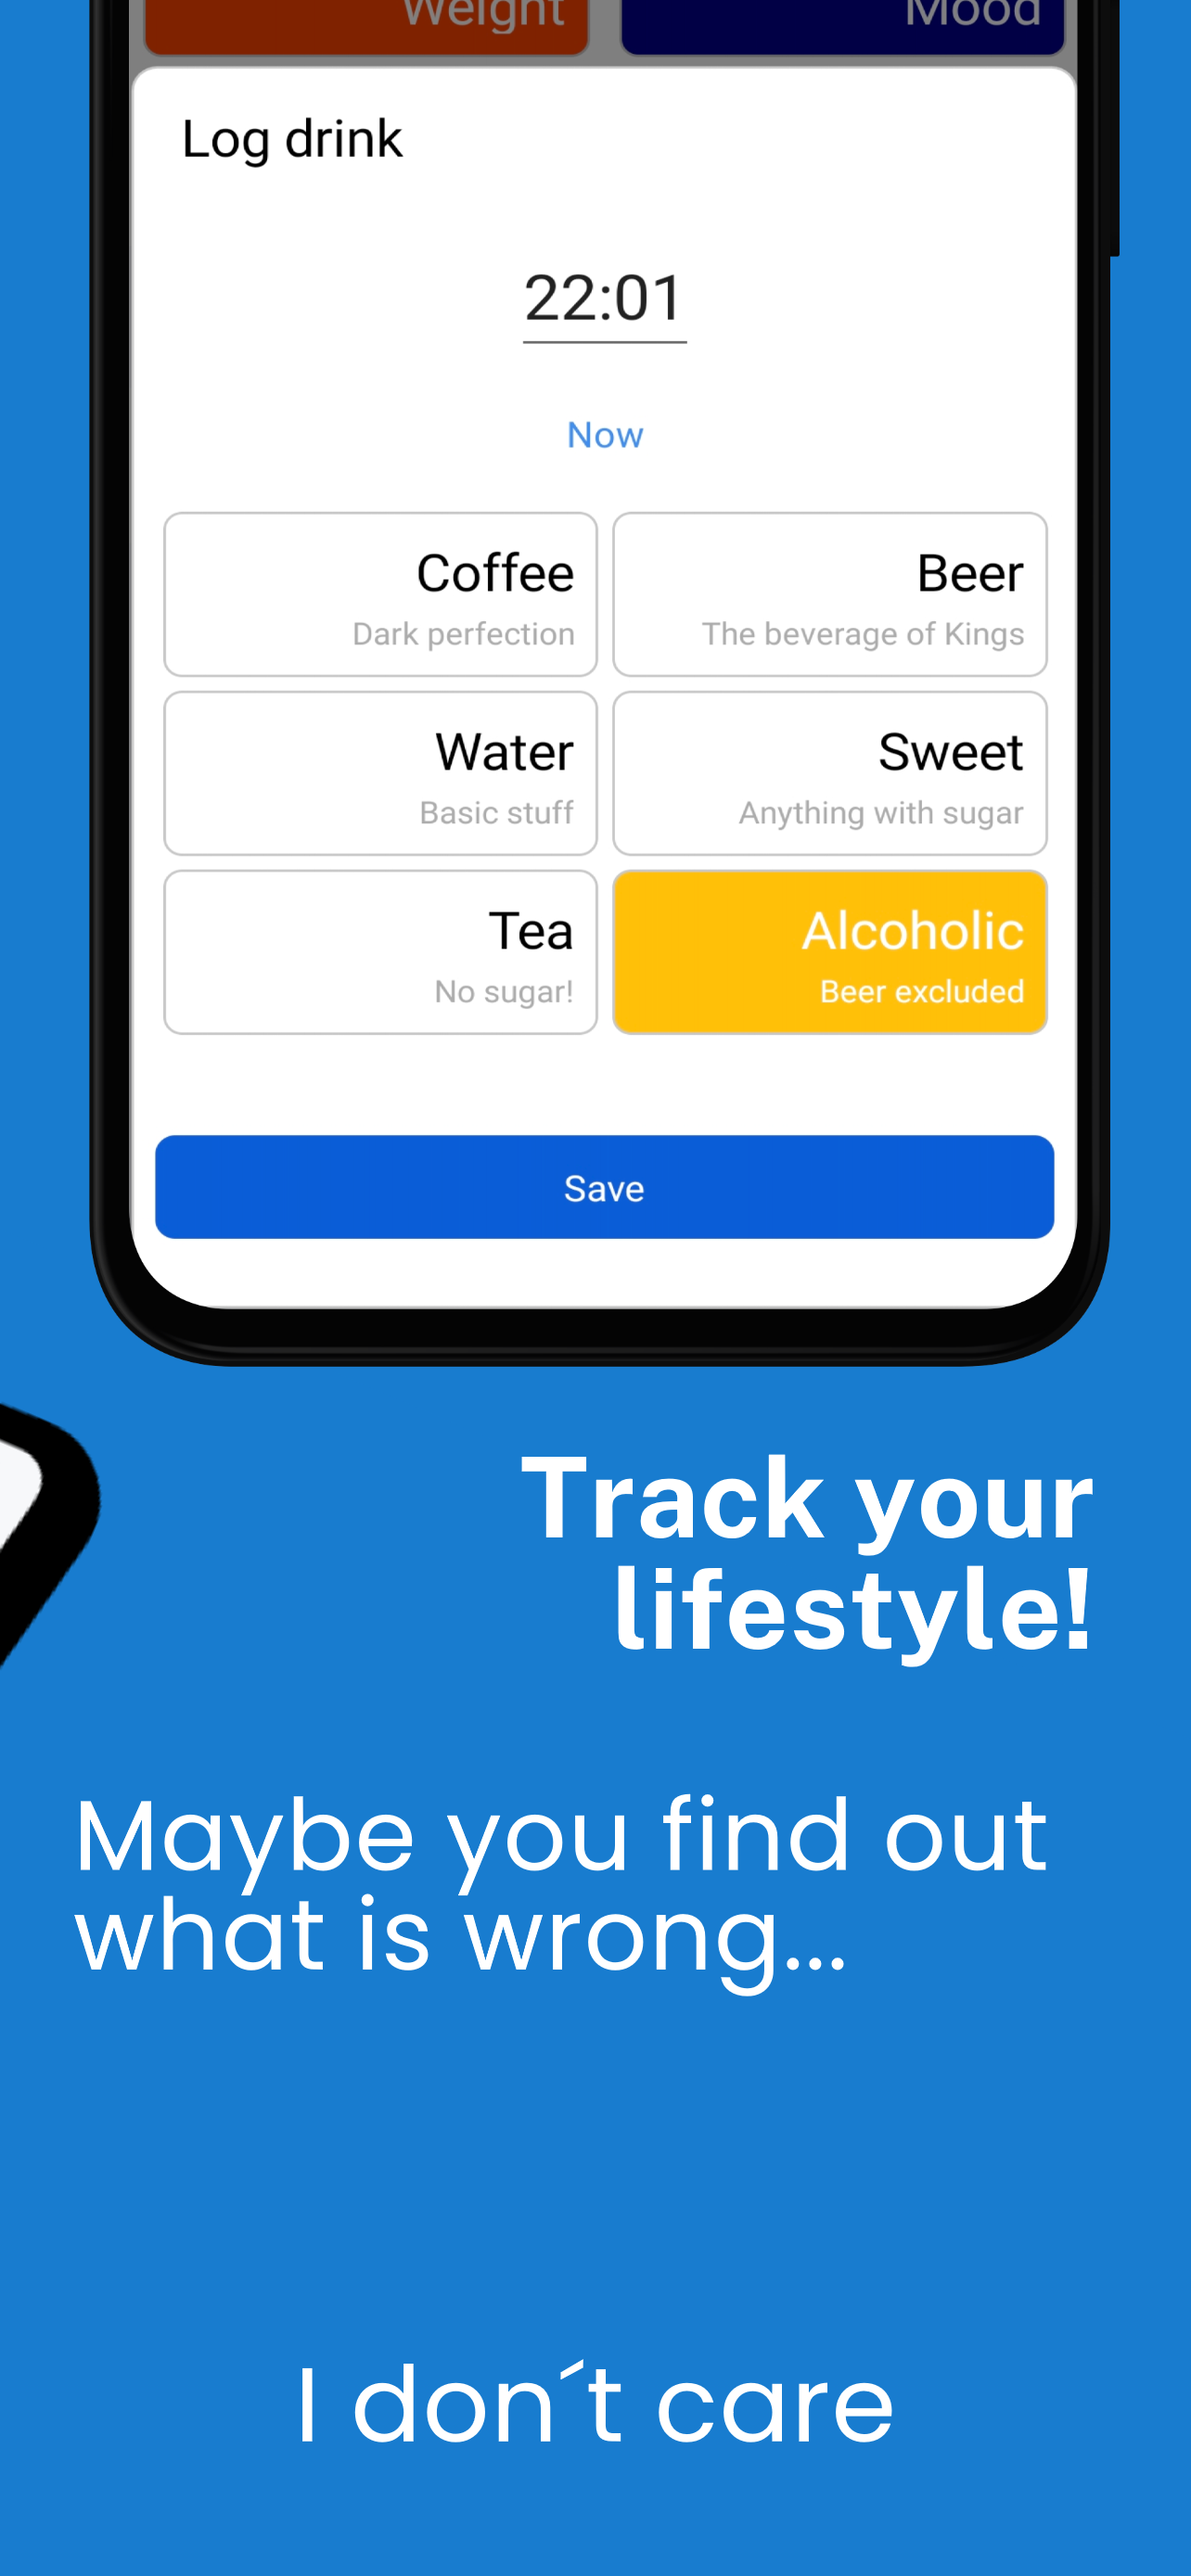 Weight
Mood
Log drink
22:01
Now
Coffee
Dark perfection
Beer
The beverage of Kings
Water
Basic stuff
Sweet
Anything with sugar
Tea
No sugar!
Alcoholic
Beer excluded
Save
Track your
lifestyle!
Maybe you find out
what is wrong...
I don´t care